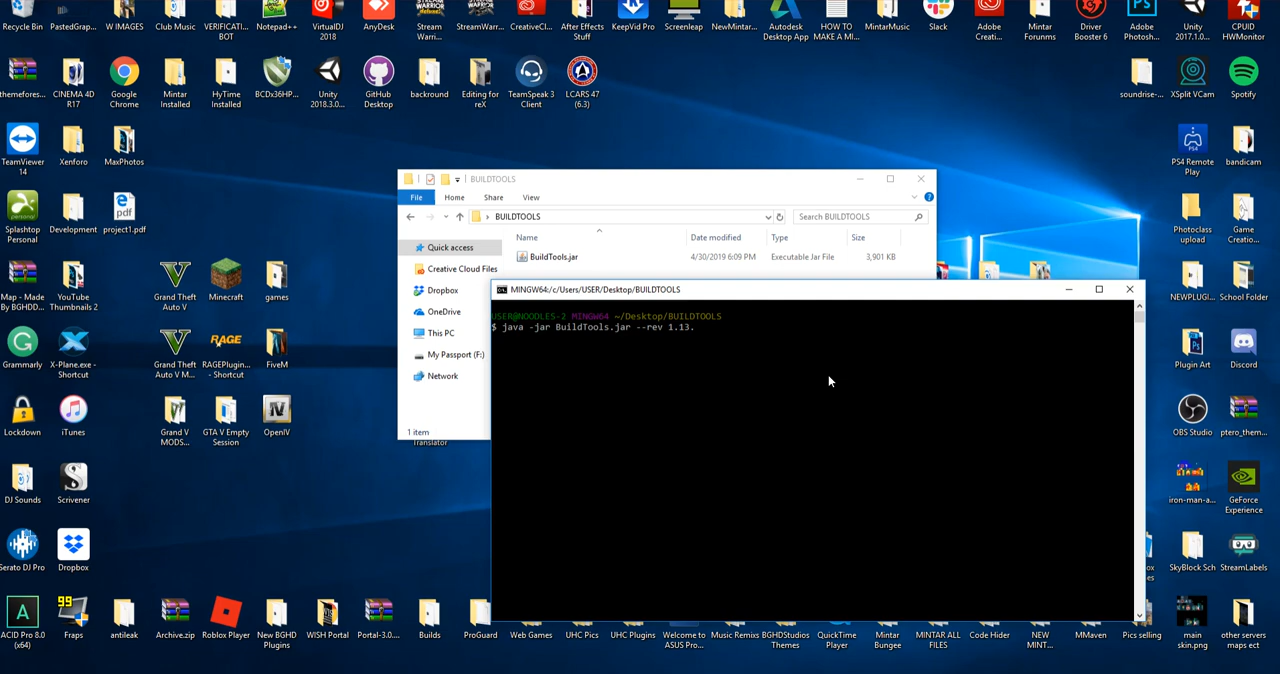 Recycle Bin
PastedGrap...
W IMAGES
Club Music
VERIFICATI... BOT
Notepad++
VirtualDJ 2018
AnyDesk
Stream Warri...
StreamWar...
CreativeCl...
After Effects Stuff
KeepVid Pro
Screenleap
NewMintar...
Autodesk Desktop App
HOW TO MAKE A MI...
MintarMusic
Slack
Adobe Creati...
Mintar Forunms
Driver Booster 6
Adobe Photosh...
Unity 2017.1.0...
CPUID HWMonitor
themefores...
CINEMA 4D R17
Google Chrome
Mintar Installed
HyTime Installed
BCDx36HP...
Unity 2018.3.0...
GitHub Desktop
backround
Editing for reX
TeamSpeak 3 Client
LCARS 47 (6.3)
soundrise-...
XSplit VCam
Spotify
TeamViewer 14
Xenforo
MaxPhotos
PS4 Remote Play
bandicam
Splashtop Personal
Development
project1.pdf
Photoclass upload
Game Creatio...
Map - Made By BGHDD...
YouTube Thumbnails 2
Grand Theft Auto V
Minecraft
games
NEWPLUGI...
School Folder
Grammarly
X-Plane.exe - Shortcut
Grand Theft Auto V M...
RAGE
RAGEPlugin... - Shortcut
FiveM
Plugin Art
Discord
Lockdown
iTunes
Grand V MODS...
GTA V Empty Session
OpenIV
OBS Studio
ptero_them...
DJ Sounds
Scrivener
iron-man-a...
GeForce Experience
Serato DJ Pro
Dropbox
SkyBlock Sch
StreamLabels
BUILDTOOLS
File
Home
Share
View
BUILDTOOLS
Search BUILDTOOLS
Name
Date modified
Type
Size
BuildTools.jar
4/30/2019 6:09 PM
Executable Jar File
3,901 KB
Quick access
Creative Cloud Files
Dropbox
OneDrive
This PC
My Passport (F:)
Network
1 item
Translator
MINGW64:/c/Users/USER/Desktop/BUILDTOOLS
USER@NOODLES-2 MINGW64 ~/Desktop/BUILDTOOLS
$ java -jar BuildTools.jar --rev 1.13.
99
ACID Pro 8.0 (x64)
Fraps
antileak
Archive.zip
Roblox Player
New BGHD Plugins
WISH Portal
Portal-3.0....
Builds
ProGuard
Web Games
UHC Pics
UHC Plugins
Welcome to ASUS Pro...
Music Remixs
BGHDStudios Themes
QuickTime Player
Mintar Bungee
MINTAR ALL FILES
Code Hider
NEW MINT...
MMaven
Pics selling
main skin.png
other servers maps ect